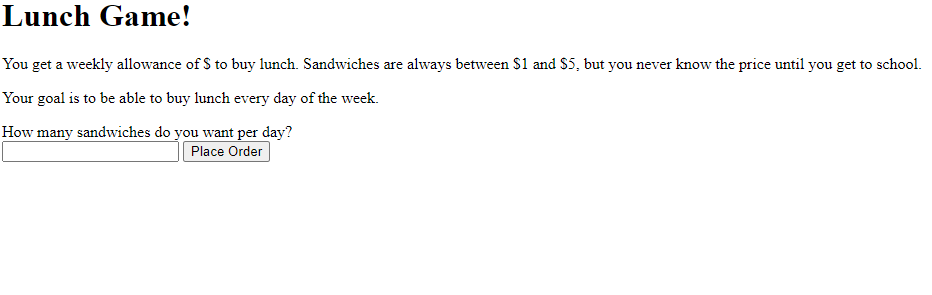 Lunch Game!
You get a weekly allowance of $ to buy lunch. Sandwiches are always between $1 and $5, but you never know the price until you get to school.
Your goal is to be able to buy lunch every day of the week.
How many sandwiches do you want per day?
Place Order